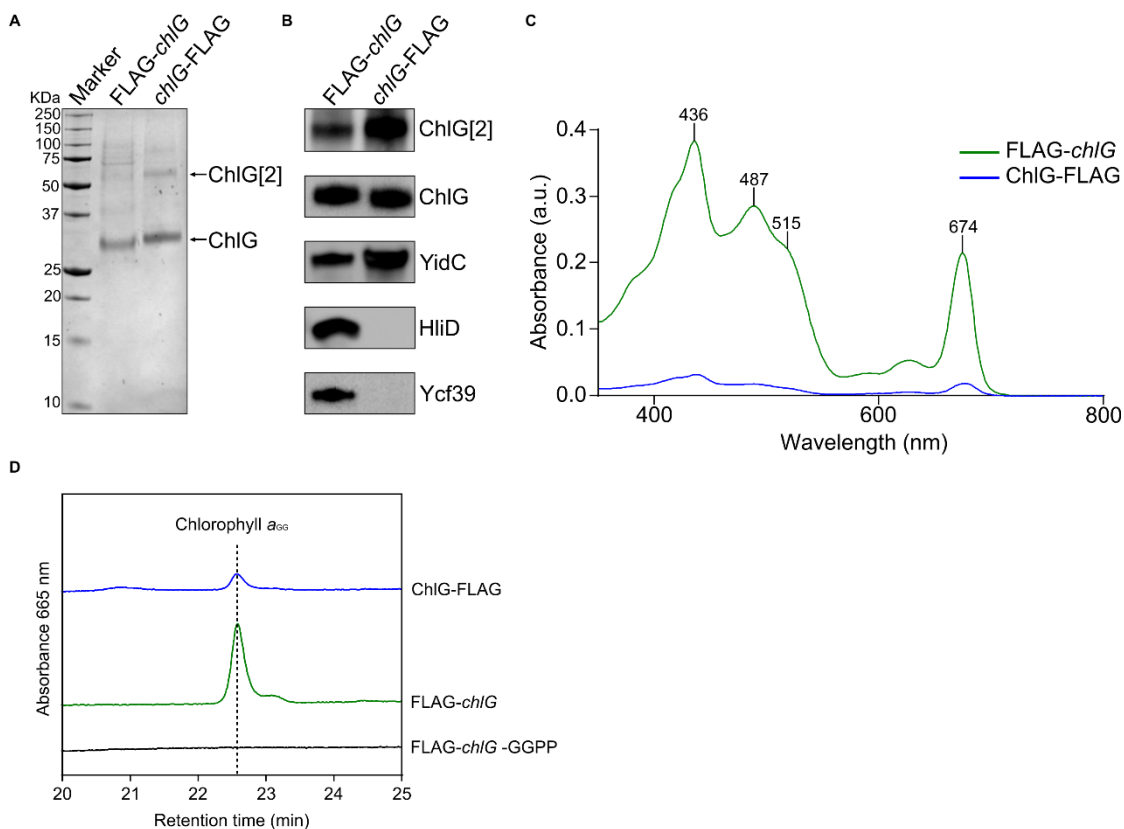 A
Marker
FLAG-chlG
chlG-FLAG
KDa
250
150
100
75
50
37
25
20
15
10
ChlG[2]
ChlG
B
FLAG-chlG
chlG-FLAG
ChlG[2]
ChlG
YidC
HliD
Ycf39
C
Absorbance (a.u.)
0.4
0.3
0.2
0.1
0.0
436
487
515
674
FLAG-chlG
ChlG-FLAG
400
600
800
Wavelength (nm)
D
Absorbance 665 nm
Chlorophyll aGG
ChlG-FLAG
FLAG-chlG
FLAG-chlG -GGPP
20
21
22
23
24
25
Retention time (min)